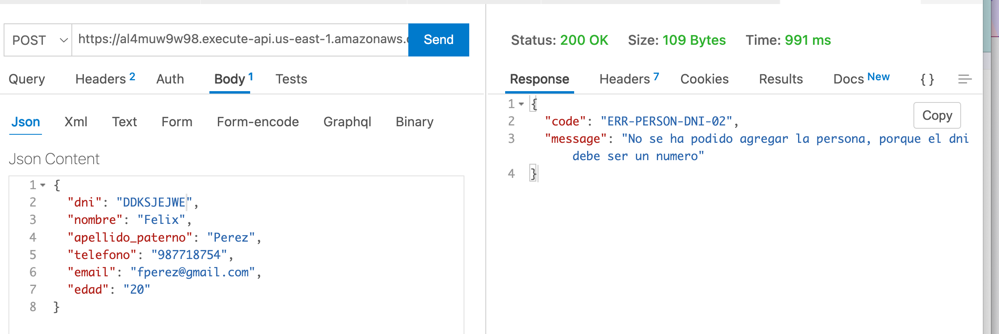 POST https://al4muw9w98.execute-api.us-east-1.amazonaws. Send
Query Headers 2 Auth Body 1 Tests
Json Xml Text Form Form-encode Graphql Binary
Json Content
1 {
2 "dni": "DDKSJEJWE",
3 "nombre": "Felix",
4 "apellido_paterno": "Perez",
5 "telefono": "987718754",
6 "email": "fperez@gmail.com",
7 "edad": "20"
8 }
Status: 200 OK Size: 109 Bytes Time: 991 ms
Response Headers 7 Cookies Results Docs New { }
Copy
1 {
2 "code": "ERR-PERSON-DNI-02",
3 "message": "No se ha podido agregar la persona, porque el dni
debe ser un numero"
4 }